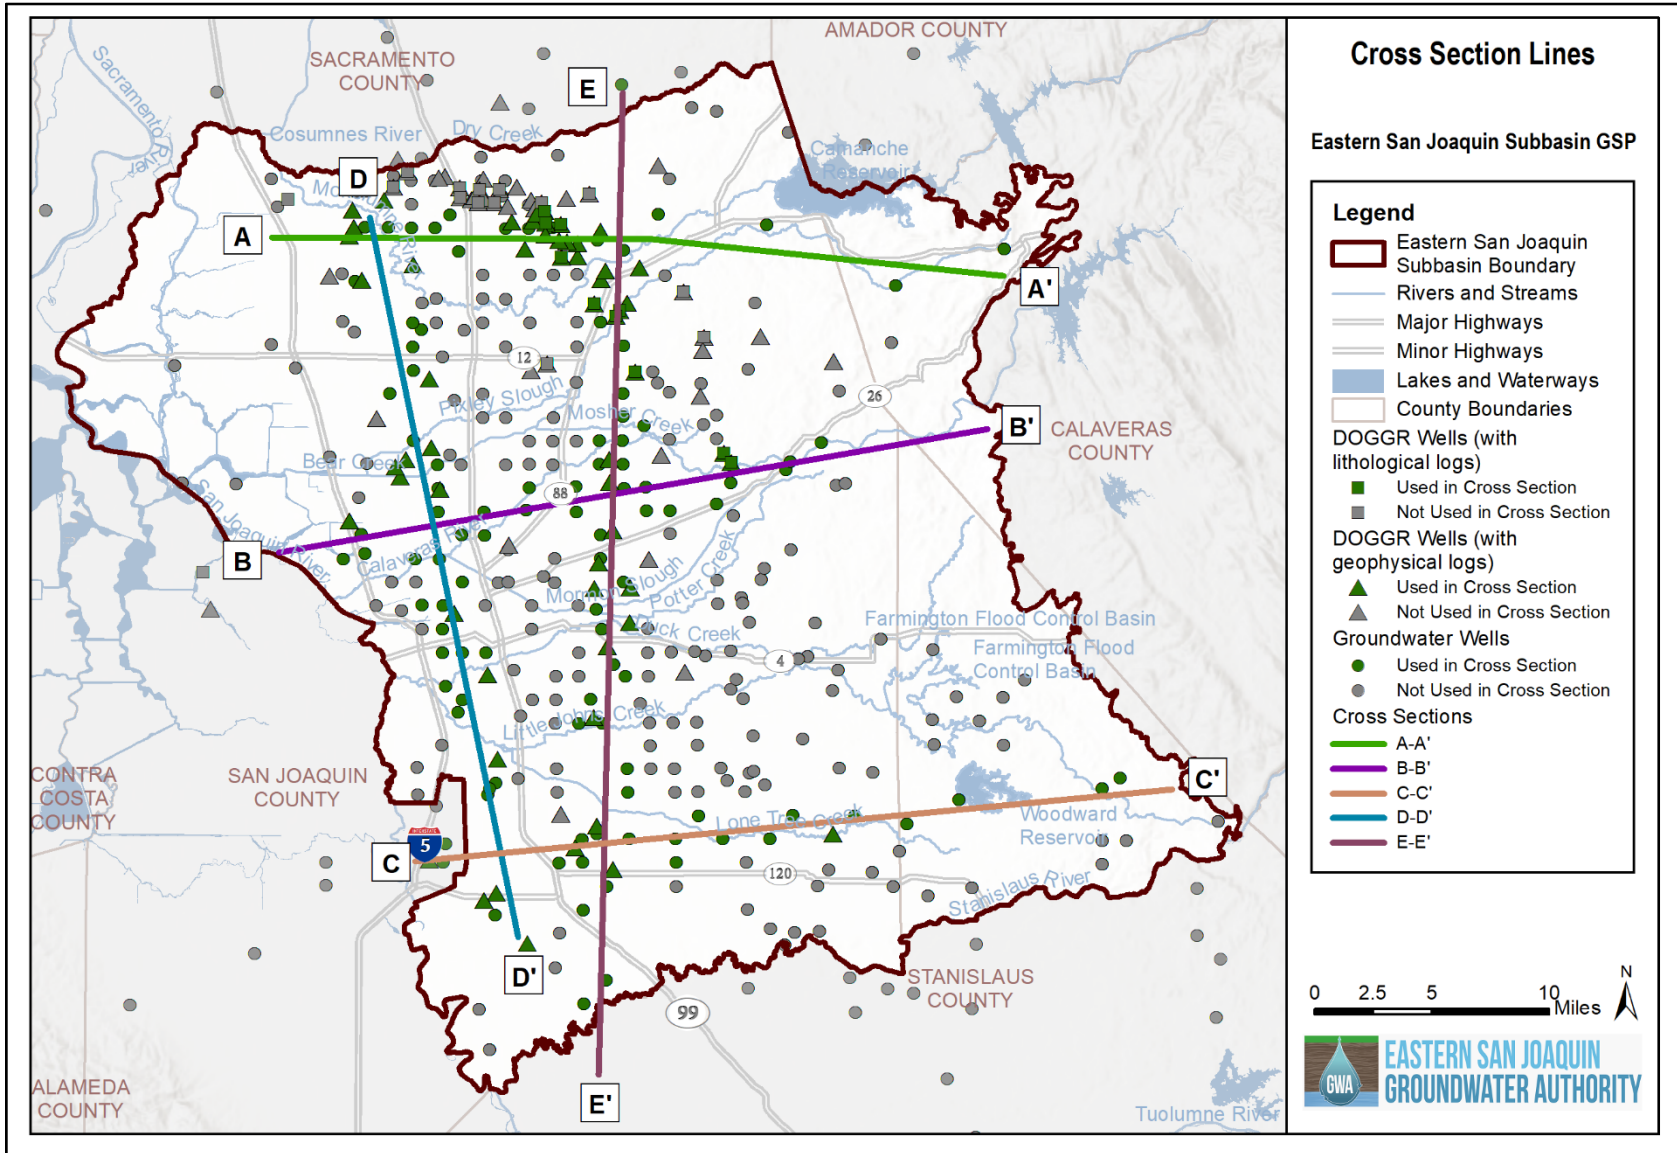 AMADOR COUNTY
SACRAMENTO
COUNTY
Sacramento
River
Cosumnes River
Dry Creek
Camanche
Reservoir
Mokelumne River
E
D
A
A'
12
26
Pixley Slough
Mosher Creek
Bear Creek
B'
CALAVERAS
COUNTY
88
San Joaquin River
B
Calaveras River
Mormon Slough
Potter Creek
Duck Creek
Farmington Flood Control Basin
Farmington Flood
Control Basin
4
Little Johns Creek
CONTRA
COSTA
COUNTY
SAN JOAQUIN
COUNTY
C'
Lone Tree Creek
Woodward
Reservoir
5
C
120
Stanislaus River
D'
STANISLAUS
COUNTY
99
ALAMEDA
COUNTY
E'
Tuolumne River
Cross Section Lines
Eastern San Joaquin Subbasin GSP
Legend
Eastern San Joaquin
Subbasin Boundary
Rivers and Streams
Major Highways
Minor Highways
Lakes and Waterways
County Boundaries
DOGGR Wells (with
lithological logs)
Used in Cross Section
Not Used in Cross Section
DOGGR Wells (with
geophysical logs)
Used in Cross Section
Not Used in Cross Section
Groundwater Wells
Used in Cross Section
Not Used in Cross Section
Cross Sections
A-A'
B-B'
C-C'
D-D'
E-E'
N
0 2.5 5 10
Miles
GWA
EASTERN SAN JOAQUIN
GROUNDWATER AUTHORITY